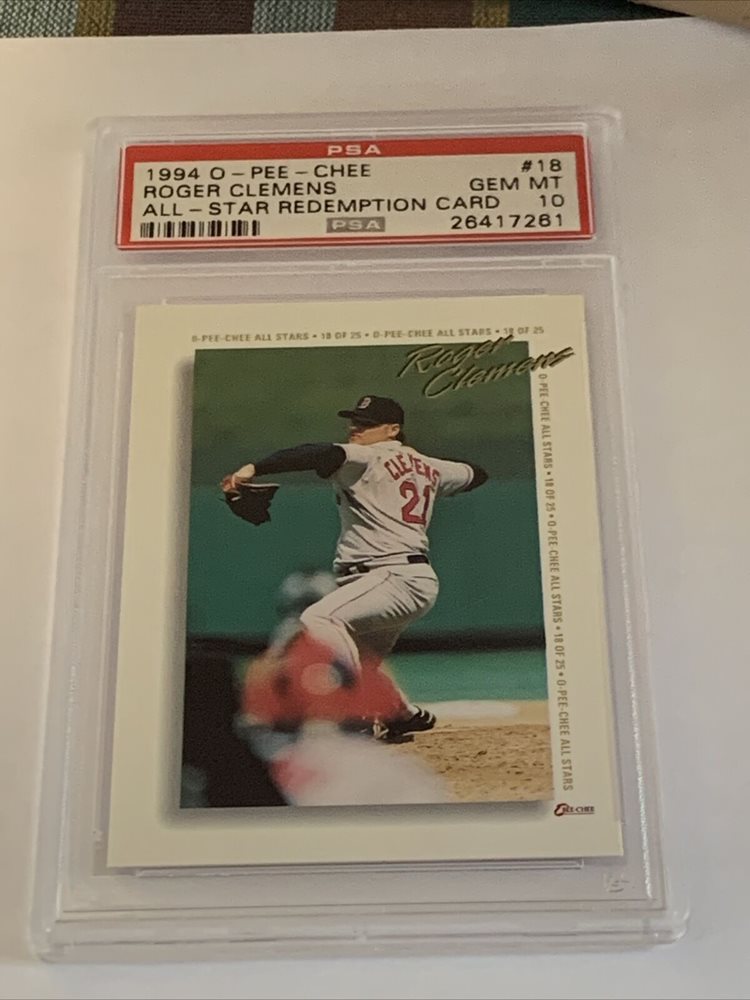 PSA
1994 O-PEE-CHEE #18
ROGER CLEMENS GEM MT
ALL-STAR REDEMPTION CARD 10
PSA 26417261
O-PEE-CHEE ALL STARS • 18 OF 25 • O-PEE-CHEE ALL STARS • 18 OF 25
Roger
Clemens
O-PEE-CHEE ALL STARS • 18 OF 25 • O-PEE-CHEE ALL STARS • 18 OF 25 • O-PEE-CHEE ALL STARS
B
CLEMENS
21
O-PEE-CHEE